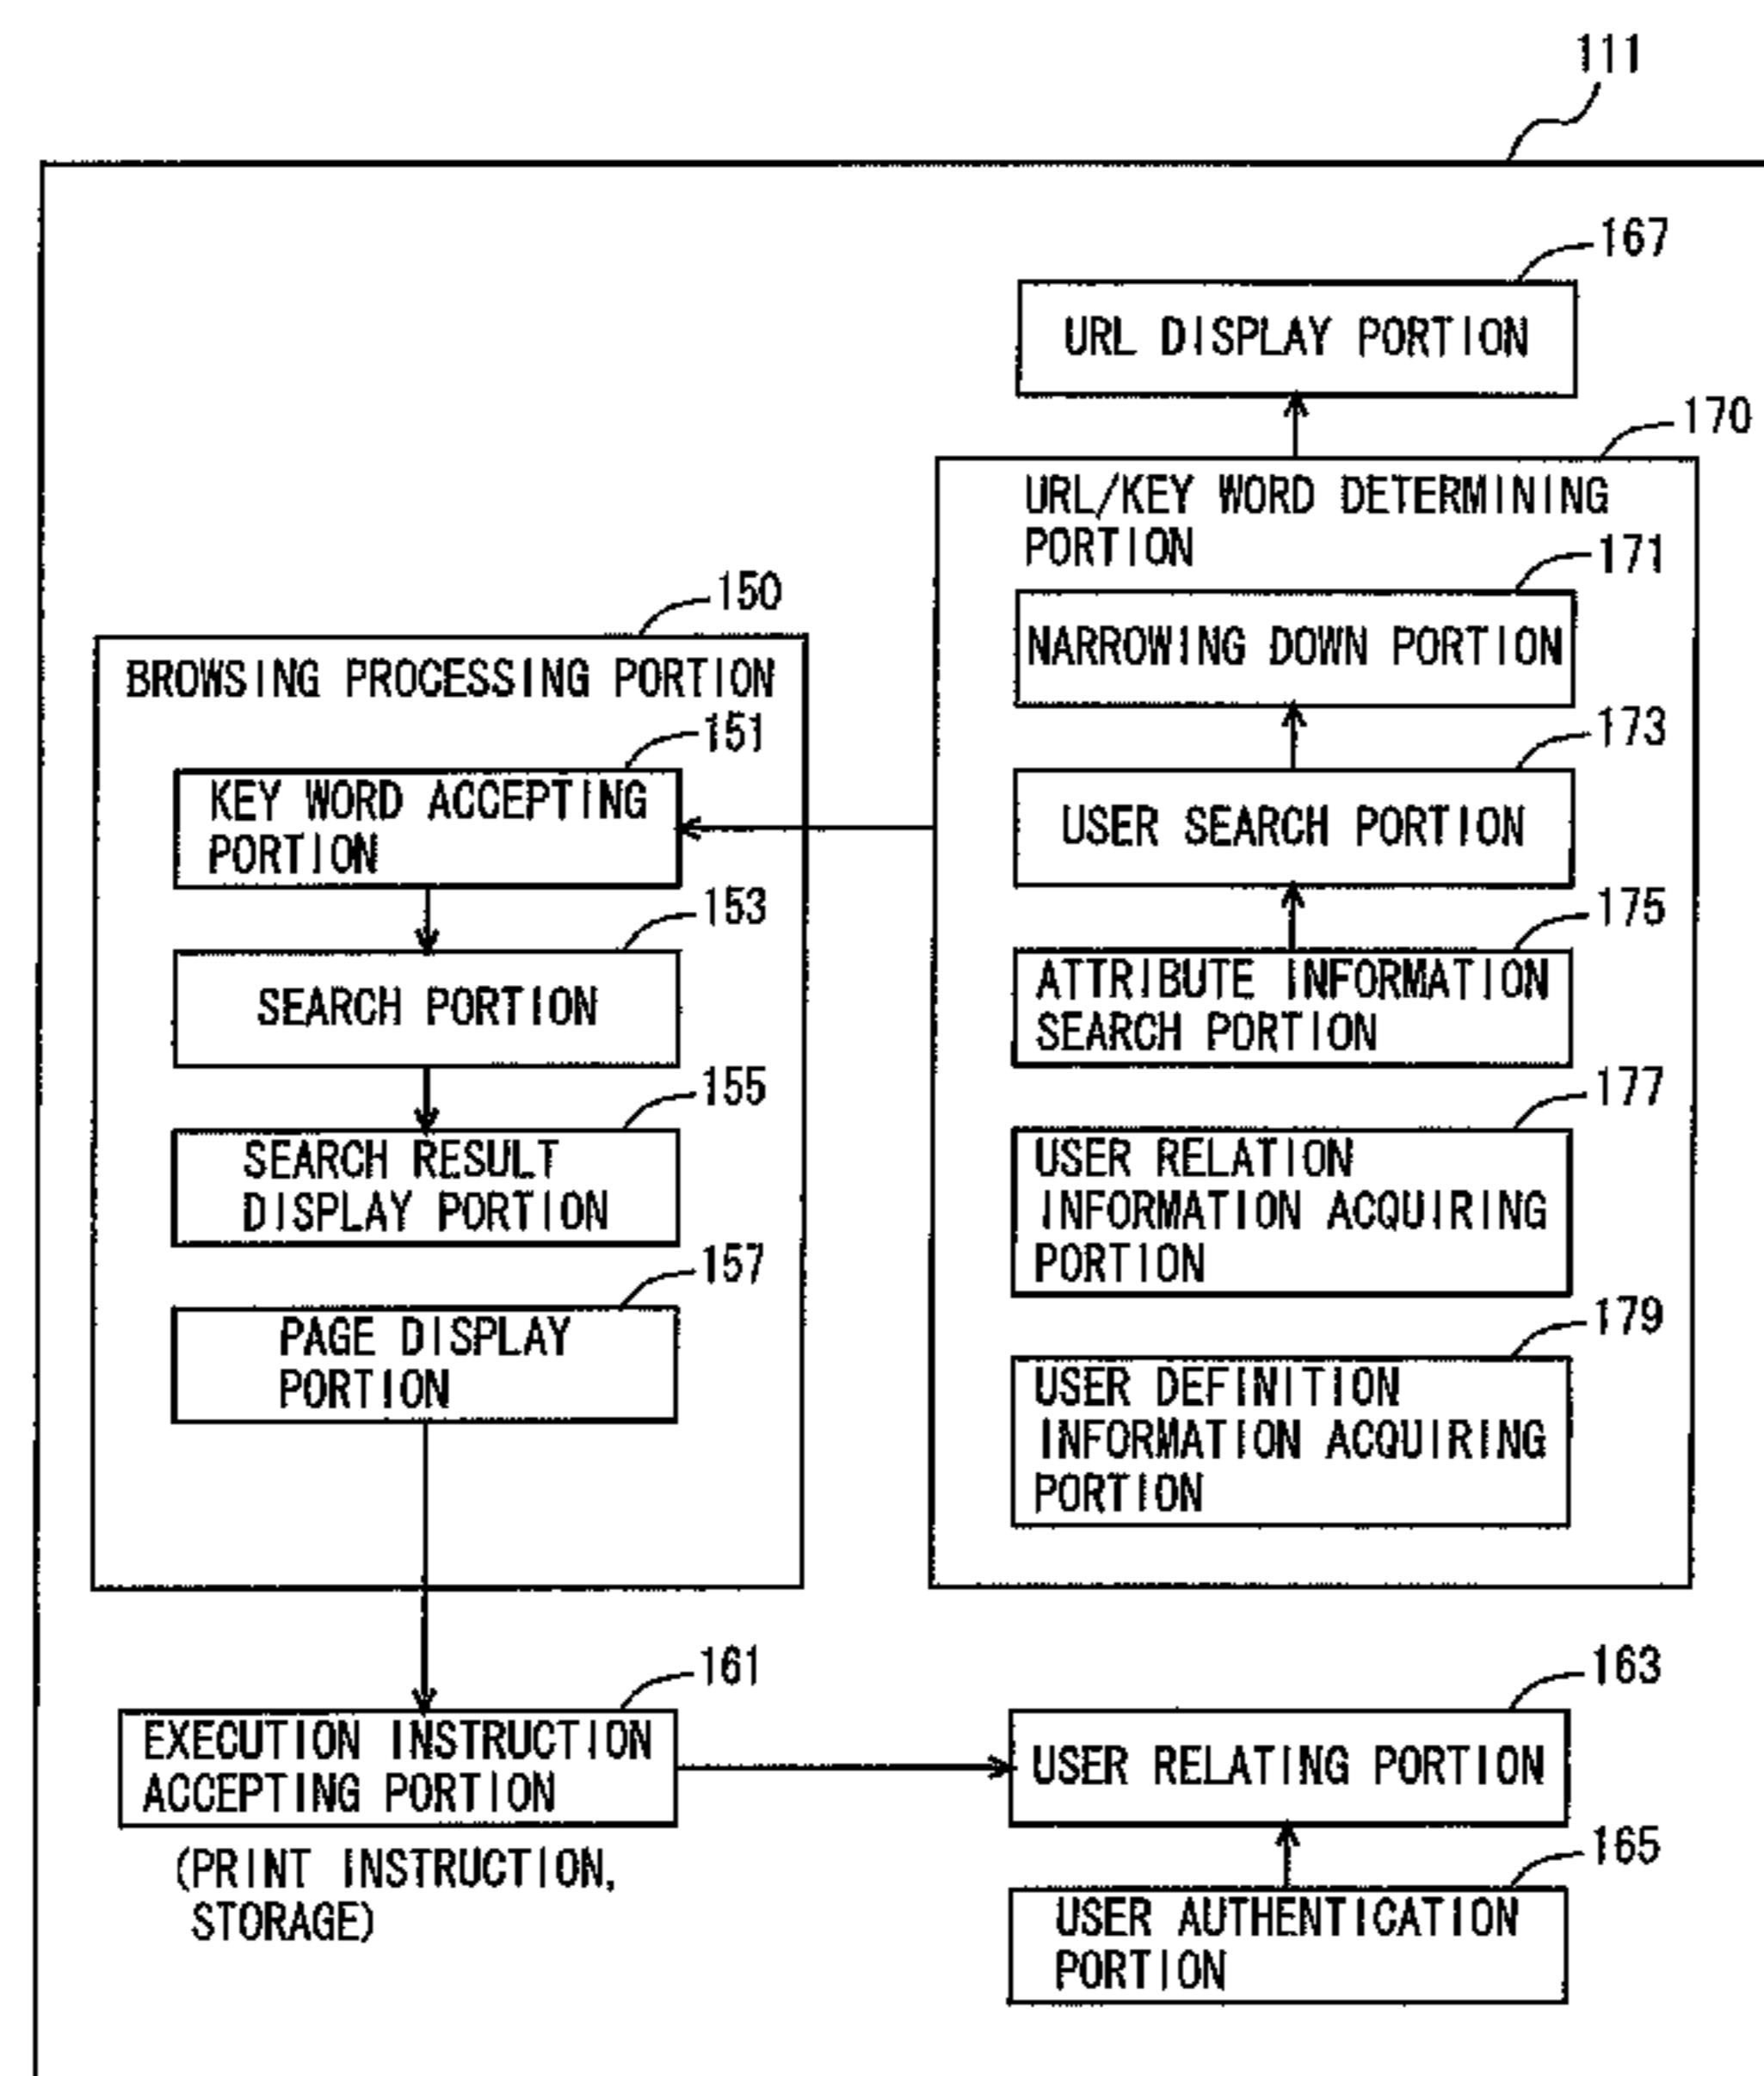 111
167
URL DISPLAY PORTION
170
URL/KEY WORD DETERMINING
PORTION
171
NARROWING DOWN PORTION
173
USER SEARCH PORTION
175
ATTRIBUTE INFORMATION
SEARCH PORTION
177
USER RELATION
INFORMATION ACQUIRING
PORTION
179
USER DEFINITION
INFORMATION ACQUIRING
PORTION
150
BROWSING PROCESSING PORTION
151
KEY WORD ACCEPTING
PORTION
153
SEARCH PORTION
155
SEARCH RESULT
DISPLAY PORTION
157
PAGE DISPLAY
PORTION
161
EXECUTION INSTRUCTION
ACCEPTING PORTION
(PRINT INSTRUCTION,
STORAGE)
163
USER RELATING PORTION
165
USER AUTHENTICATION
PORTION